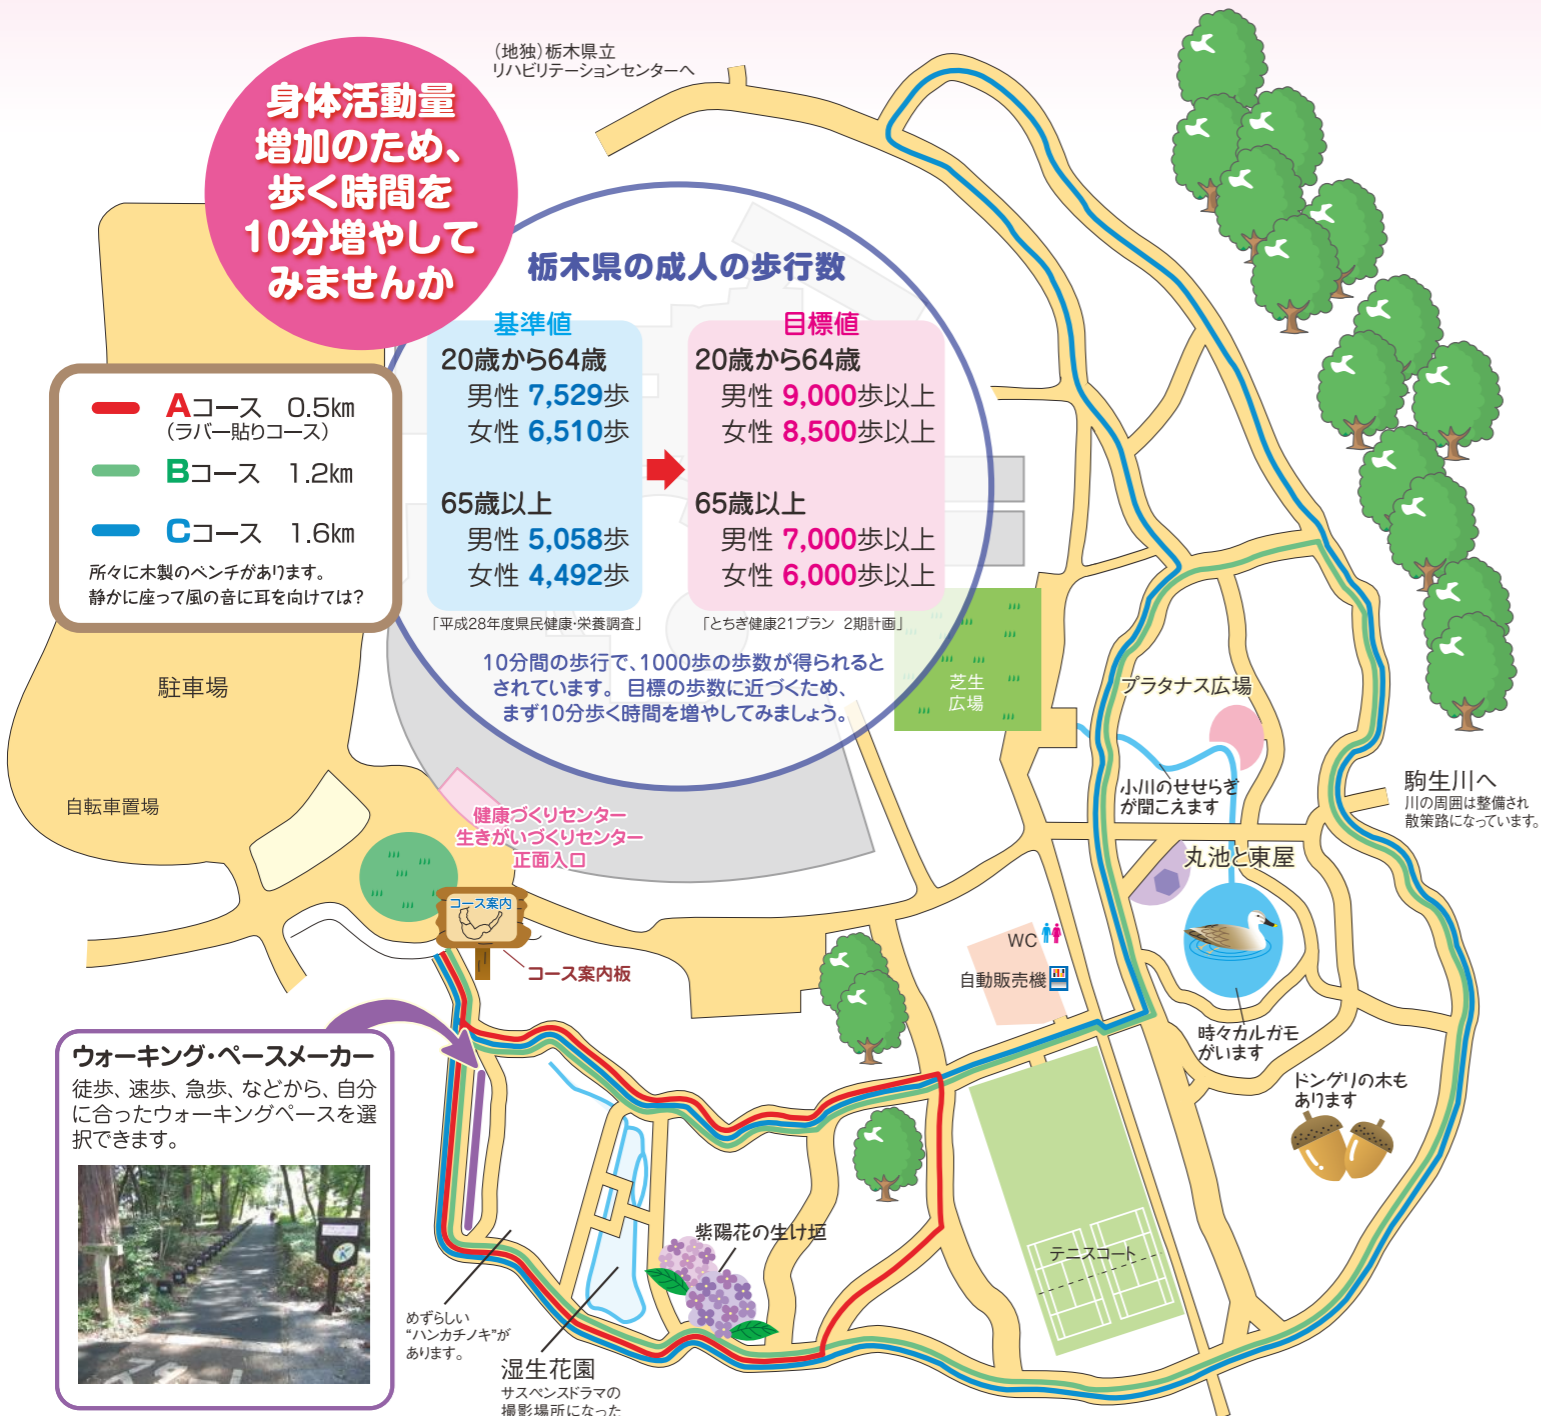 (地独)栃木県立
リハビリテーションセンターへ
身体活動量
増加のため、
歩く時間を
10分増やして
みませんか
栃木県の成人の歩行数
基準値
20歳から64歳
男性 7,529歩
女性 6,510歩
65歳以上
男性 5,058歩
女性 4,492歩
「平成28年度県民健康・栄養調査」
目標値
20歳から64歳
男性 9,000歩以上
女性 8,500歩以上
65歳以上
男性 7,000歩以上
女性 6,000歩以上
「とちぎ健康21プラン 2期計画」
10分間の歩行で、1000歩の歩数が得られると
されています。 目標の歩数に近づくため、
まず10分歩く時間を増やしてみましょう。
Aコース 0.5km
(ラバー貼りコース)
Bコース 1.2km
Cコース 1.6km
所々に木製のベンチがあります。
静かに座って風の音に耳を向けては?
駐車場
自転車置場
健康づくりセンター
生きがいづくりセンター
正面入口
芝生
広場
プラタナス広場
小川のせせらぎ
が聞こえます
駒生川へ
川の周囲は整備され
散策路になっています。
丸池と東屋
コース案内
コース案内板
WC
自動販売機
時々カルガモ
がいます
ドングリの木も
あります
ウォーキング・ペースメーカー
徒歩、速歩、急歩、などから、自分
に合ったウォーキングペースを選
択できます。
紫陽花の生け垣
テニスコート
めずらしい
"ハンカチノキ"が
あります。
湿生花園
サスペンスドラマの
撮影場所になった